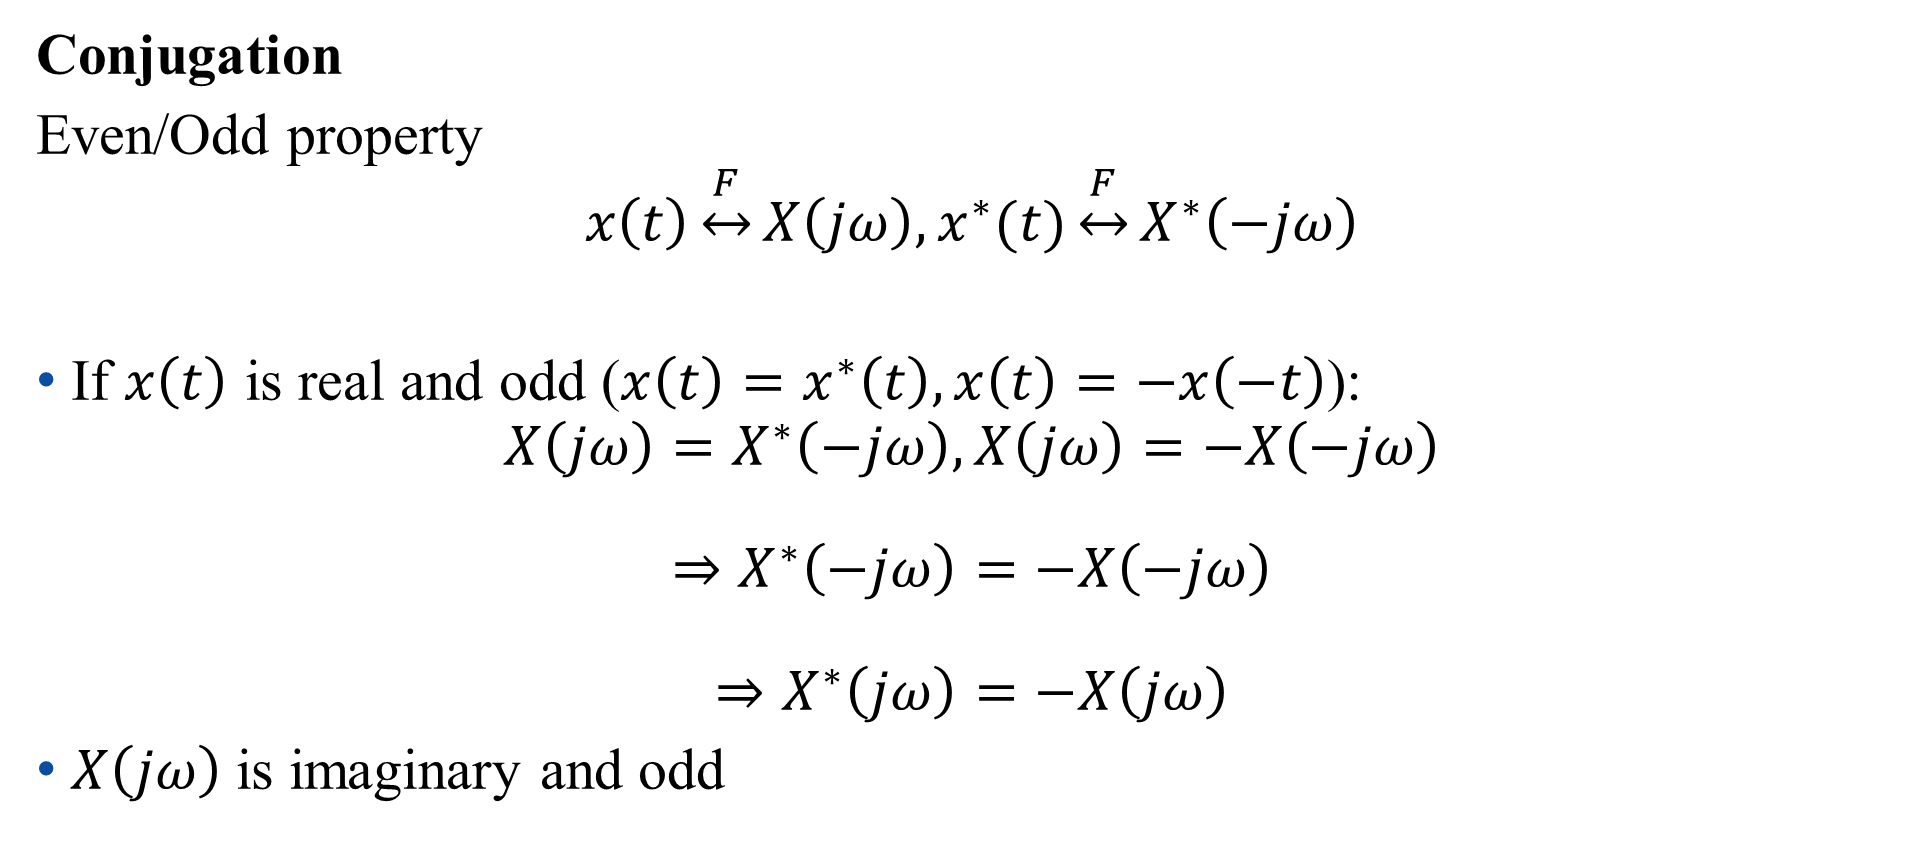 Conjugation
Even/Odd property
𝑥(𝑡) ↔ᶠ 𝑋(𝑗𝜔), 𝑥*(𝑡) ↔ᶠ 𝑋*(−𝑗𝜔)
• If 𝑥(𝑡) is real and odd (𝑥(𝑡) = 𝑥*(𝑡), 𝑥(𝑡) = −𝑥(−𝑡)):
𝑋(𝑗𝜔) = 𝑋*(−𝑗𝜔), 𝑋(𝑗𝜔) = −𝑋(−𝑗𝜔)
⇒ 𝑋*(−𝑗𝜔) = −𝑋(−𝑗𝜔)
⇒ 𝑋*(𝑗𝜔) = −𝑋(𝑗𝜔)
• 𝑋(𝑗𝜔) is imaginary and odd